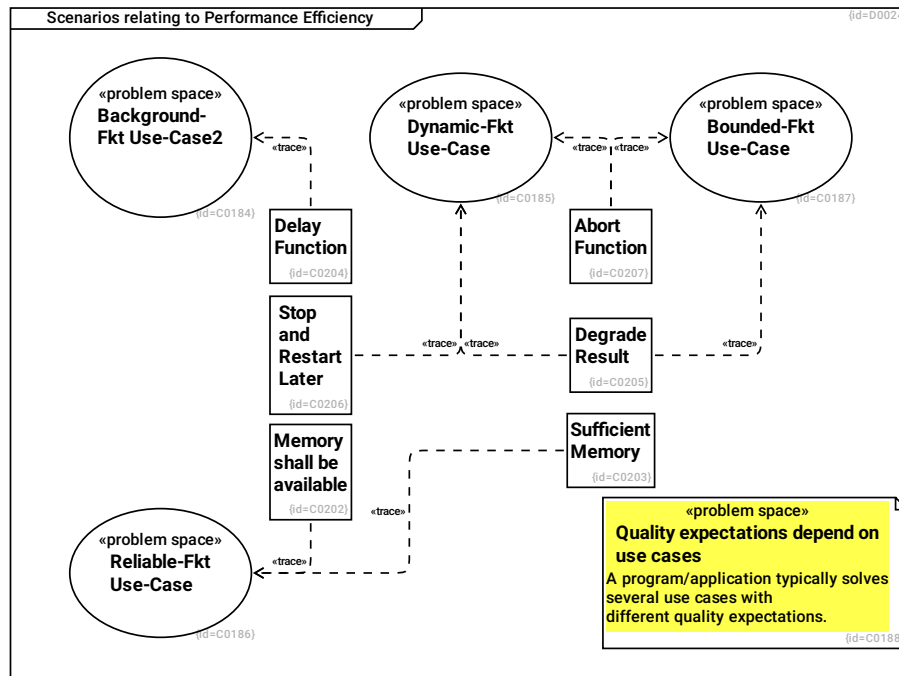 Scenarios relating to Performance Efficiency
«problem space»
Background-
Fkt Use-Case2
{id=C0184}
«problem space»
Dynamic-Fkt
Use-Case
{id=C0185}
«problem space»
Bounded-Fkt
Use-Case
{id=C0187}
«trace»
«trace»
«trace»
Delay
Function
{id=C0204}
Abort
Function
{id=C0207}
Stop
and
Restart
Later
{id=C0206}
«trace»
«trace»
Degrade
Result
{id=C0205}
«trace»
Memory
shall be
available
{id=C0202}
Sufficient
Memory
{id=C0203}
«trace»
«trace»
«problem space»
Reliable-Fkt
Use-Case
{id=C0186}
«problem space»
Quality expectations depend on
use cases
A program/application typically solves
several use cases with
different quality expectations.